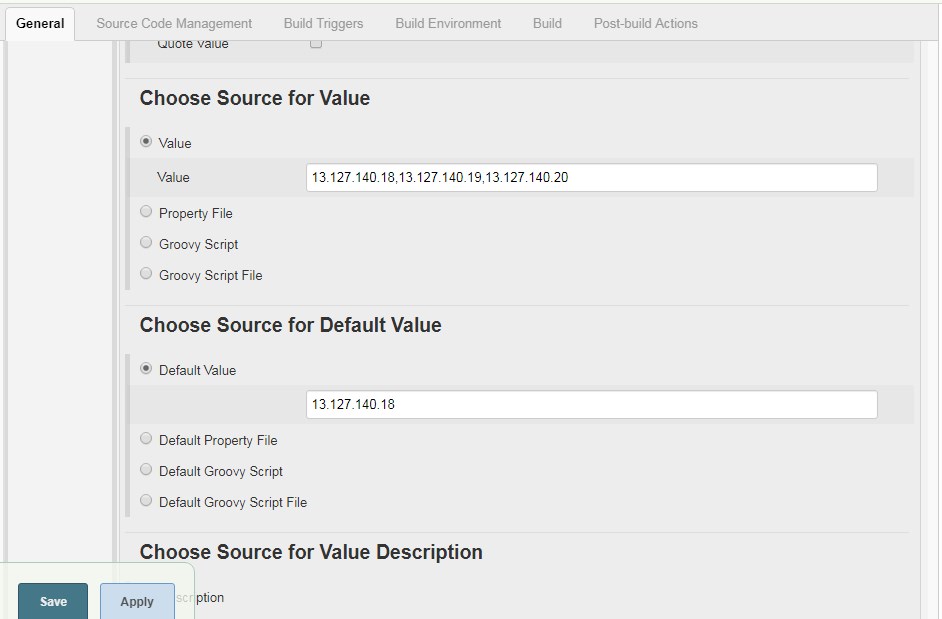 General Source Code Management Build Triggers Build Environment Build Post-build Actions
Quote Value
Choose Source for Value
Value
Value 13.127.140.18,13.127.140.19,13.127.140.20
Property File
Groovy Script
Groovy Script File
Choose Source for Default Value
Default Value
13.127.140.18
Default Property File
Default Groovy Script
Default Groovy Script File
Choose Source for Value Description
scription
Save Apply